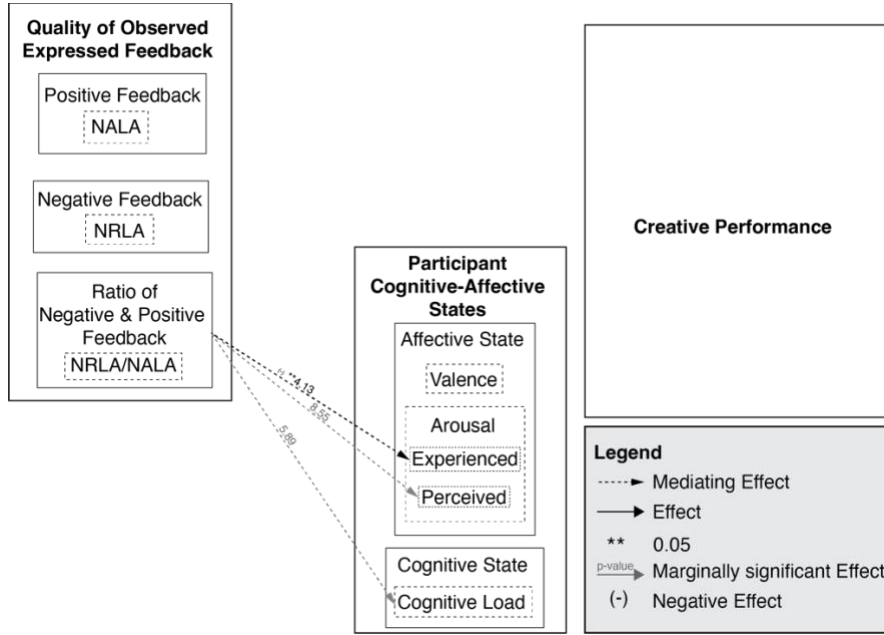 Quality of Observed
Expressed Feedback
Positive Feedback
NALA
Negative Feedback
NRLA
Ratio of
Negative & Positive
Feedback
NRLA/NALA
**4.13
8.55
5.89
Participant
Cognitive-Affective
States
Affective State
Valence
Arousal
Experienced
Perceived
Cognitive State
Cognitive Load
Creative Performance
Legend
Mediating Effect
Effect
** 0.05
p-value Marginally significant Effect
(-) Negative Effect